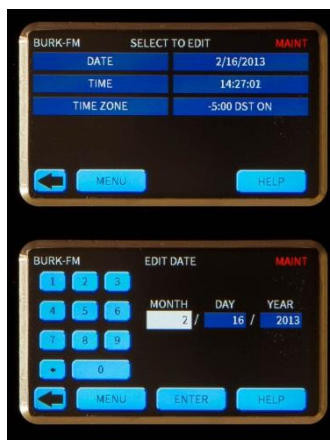 BURK-FM SELECT TO EDIT MAINT
DATE 2/16/2013
TIME 14:27:01
TIME ZONE -5:00 DST ON
MENU HELP
BURK-FM EDIT DATE MAINT
1 2 3
4 5 6
MONTH DAY YEAR
2 / 16 / 2013
7 8 9
0
MENU ENTER HELP